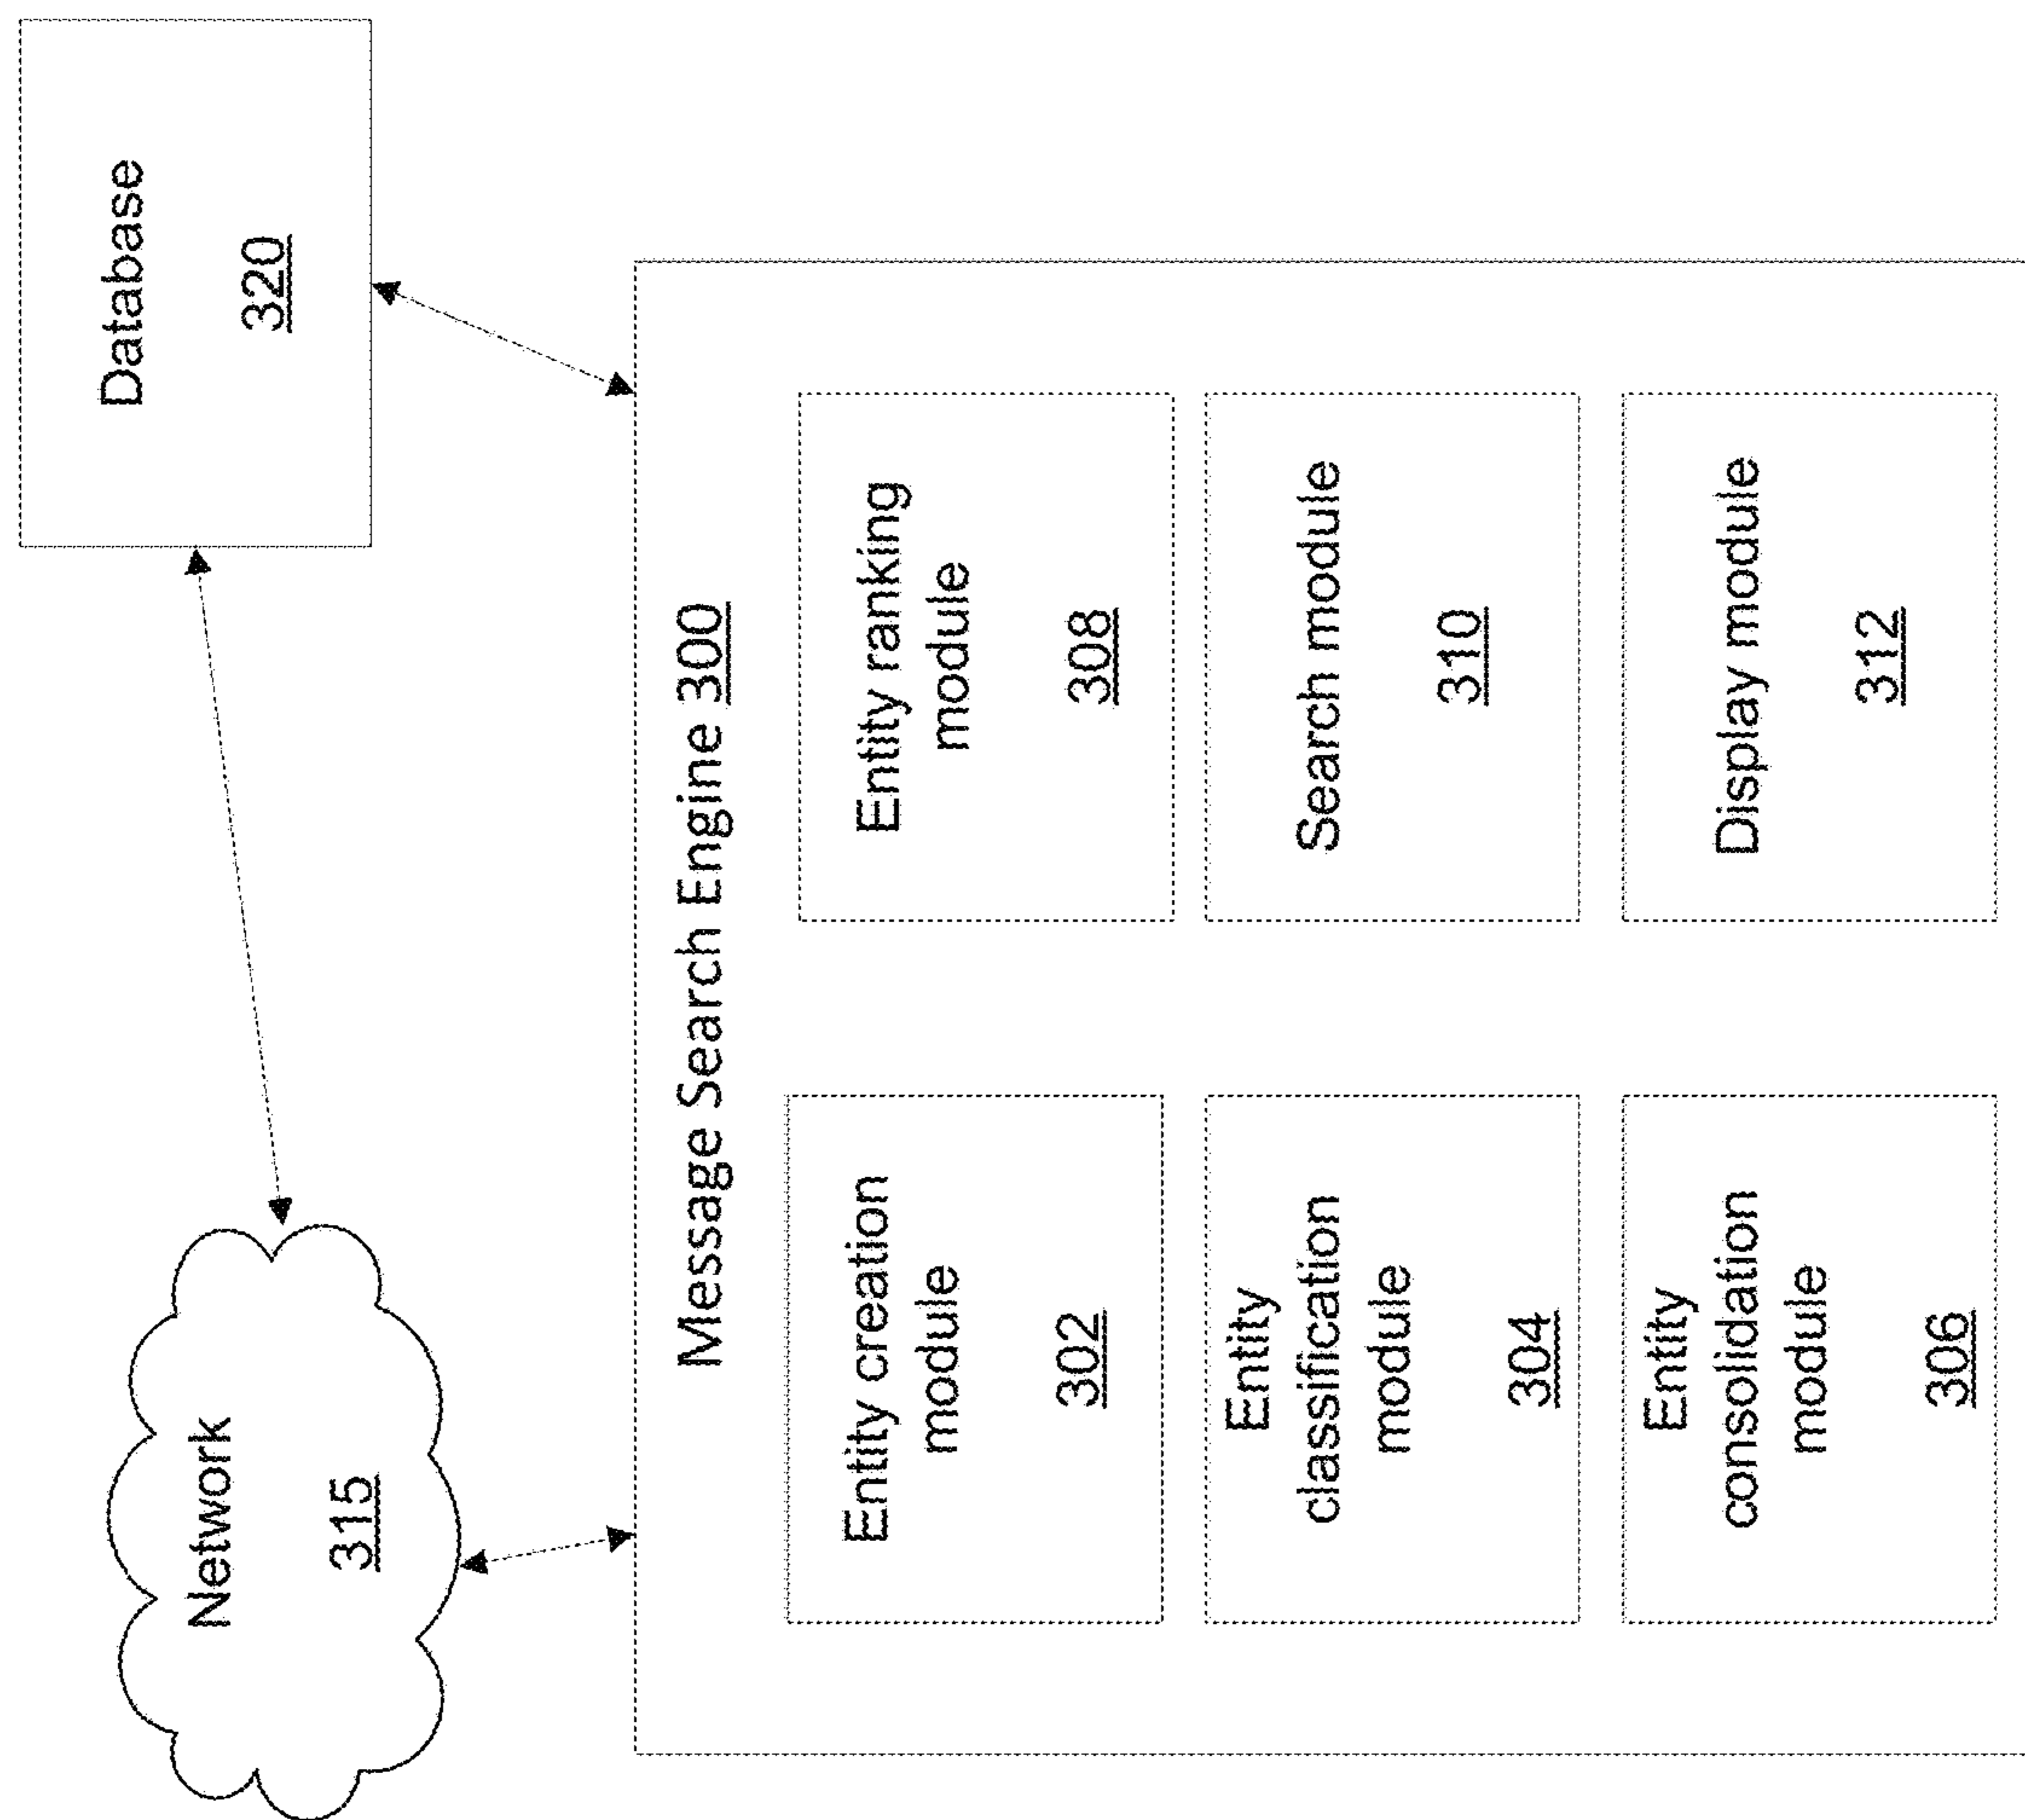 Network
315
Database
320
Message Search Engine 300
Entity creation
module
302
Entity ranking
module
308
Entity
classification
module
304
Search module
310
Entity
consolidation
module
306
Display module
312